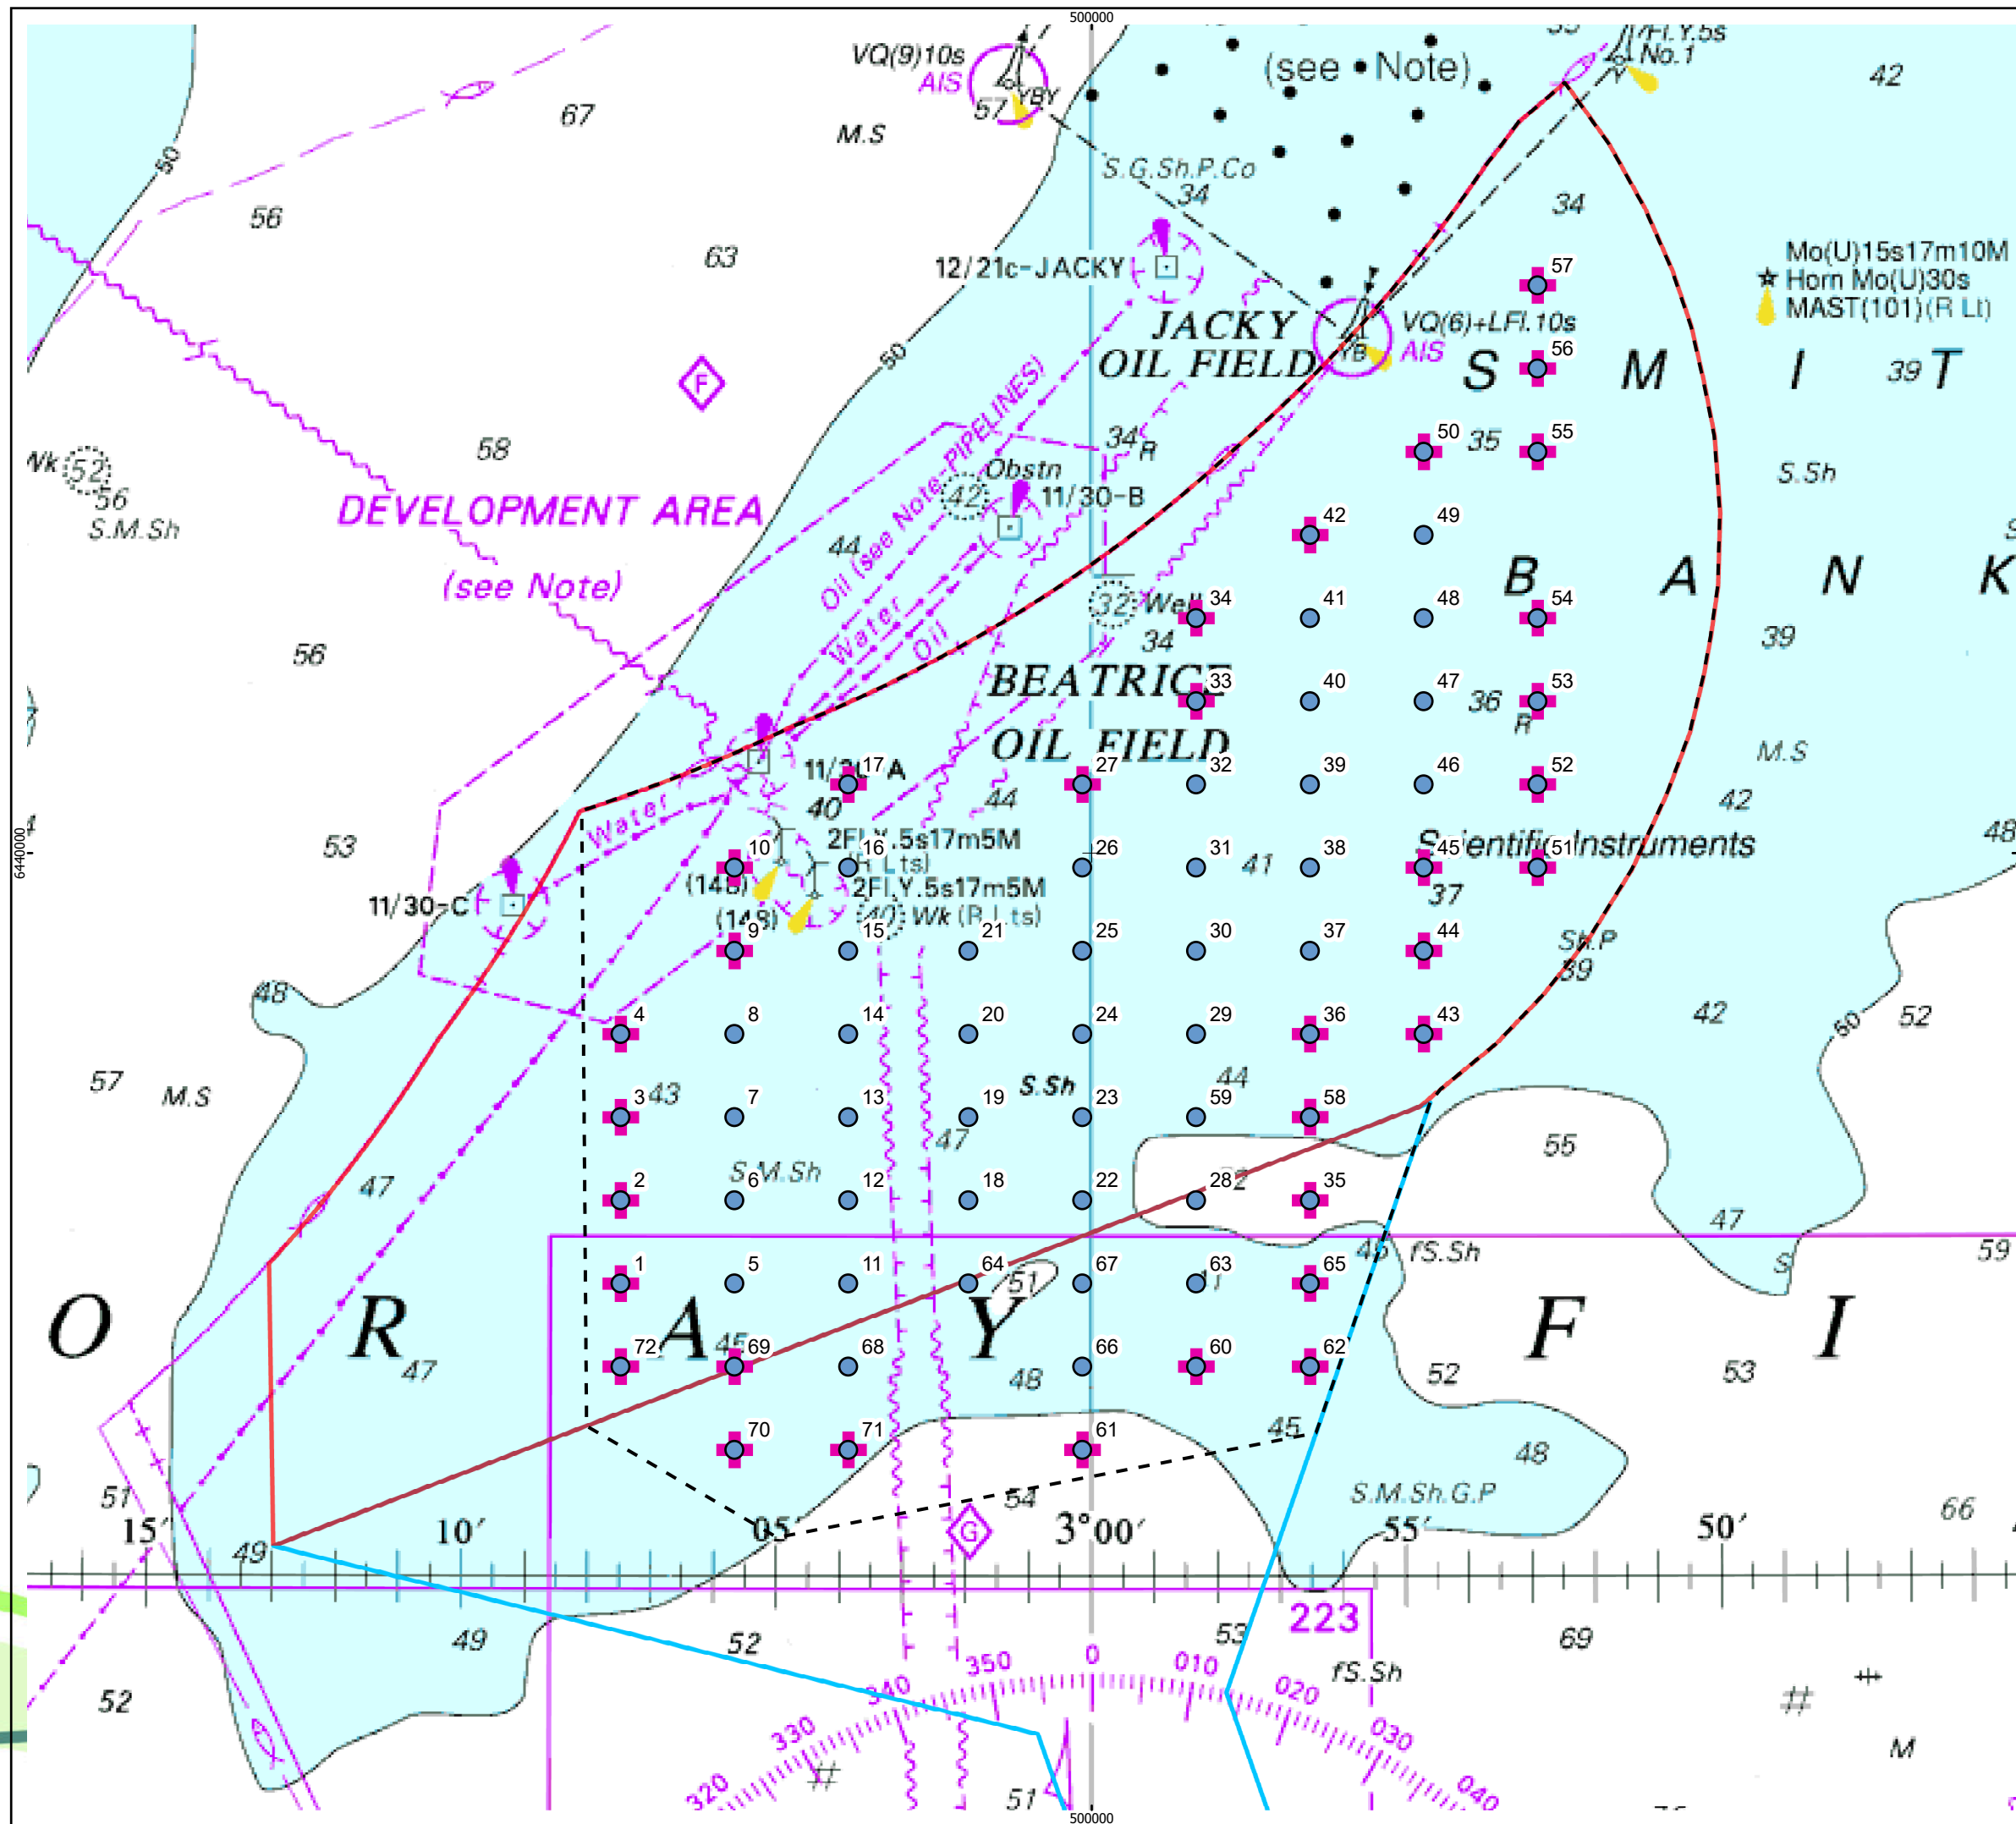 500000
VQ(9)10s
AIS
YBY
57
(see Note)
Fl.Y.5s
No.1
42
67
M.S
50
S.G.Sh.P.Co
34
34
56
63
12/21c-JACKY
JACKY
OIL FIELD
VQ(6)+LFl.10s
AIS
YB
Mo(U)15s17m10M
Horn Mo(U)30s
MAST(101)(R Lt)
57
56
F
50
S M I T
39
58
34
R
50
35
55
Wk
52
56
S.M.Sh
Obstn
42
11/30-B
S.Sh
DEVELOPMENT AREA
(see Note)
44
Oil (see Note-PIPELINES)
Water
Oil
42
49
B A N K
32
Well
34
34
41
48
54
39
56
BEATRICE
33
40
47
36
R
53
OIL FIELD
M.S
17
27
32
39
46
52
42
40
44
Water
53
6440000
2Fl.Y.5s17m5M
(R Lts)
10
16
26
31
41
38
45
51
Scientific Instruments
48
37
11/30-C
2Fl.Y.5s17m5M
Wk (R Lts)
9
15
21
25
30
37
44
Sh.P
39
48
4
8
14
20
24
29
36
43
42
50
52
57
M.S
3
43
7
13
19
S.Sh
23
44
59
58
47
55
47
S.M.Sh
2
6
12
18
22
28
35
47
fS.Sh
S
59
1
5
11
64
51
67
63
65
O R A Y F I
72
45
69
68
48
66
60
62
47
52
53
70
71
61
45
48
51
54
S.M.Sh.G.P
66
15′
10′
05′
3°00′
55′
50′
49
G
223
49
52
53
69
fS.Sh
52
320
330
340
350
0
010
020
030
040
M
51
500000